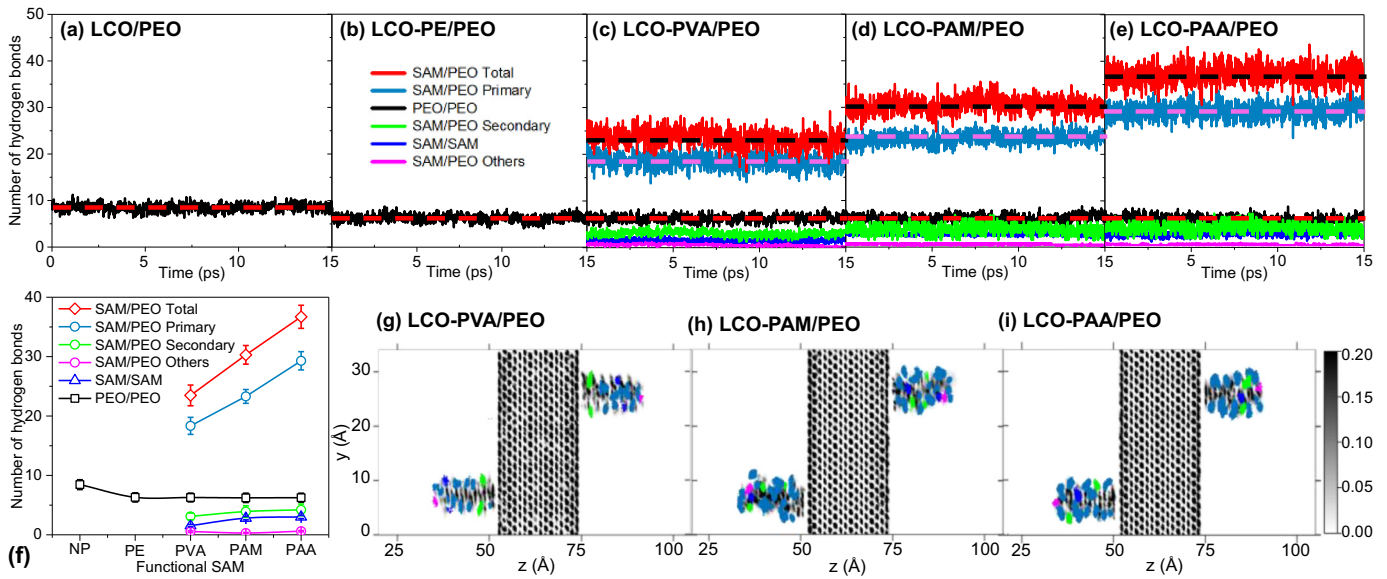 50
40
30
20
10
0
Number of hydrogen bonds
(a) LCO/PEO
(b) LCO-PE/PEO
(c) LCO-PVA/PEO
(d) LCO-PAM/PEO
(e) LCO-PAA/PEO
SAM/PEO Total
SAM/PEO Primary
PEO/PEO
SAM/PEO Secondary
SAM/SAM
SAM/PEO Others
0 5 10 15 5 10 15 5 10 15 5 10 15 5 10 15
Time (ps) Time (ps) Time (ps) Time (ps) Time (ps)
40
30
20
10
0
Number of hydrogen bonds
SAM/PEO Total
SAM/PEO Primary
SAM/PEO Secondary
SAM/PEO Others
SAM/SAM
PEO/PEO
NP PE PVA PAM PAA
Functional SAM
(f)
(g) LCO-PVA/PEO
(h) LCO-PAM/PEO
(i) LCO-PAA/PEO
30
20
10
0
y (Å)
25 50 75 100
z (Å)
25 50 75 100
z (Å)
25 50 75 100
z (Å)
0.20
0.15
0.10
0.05
0.00